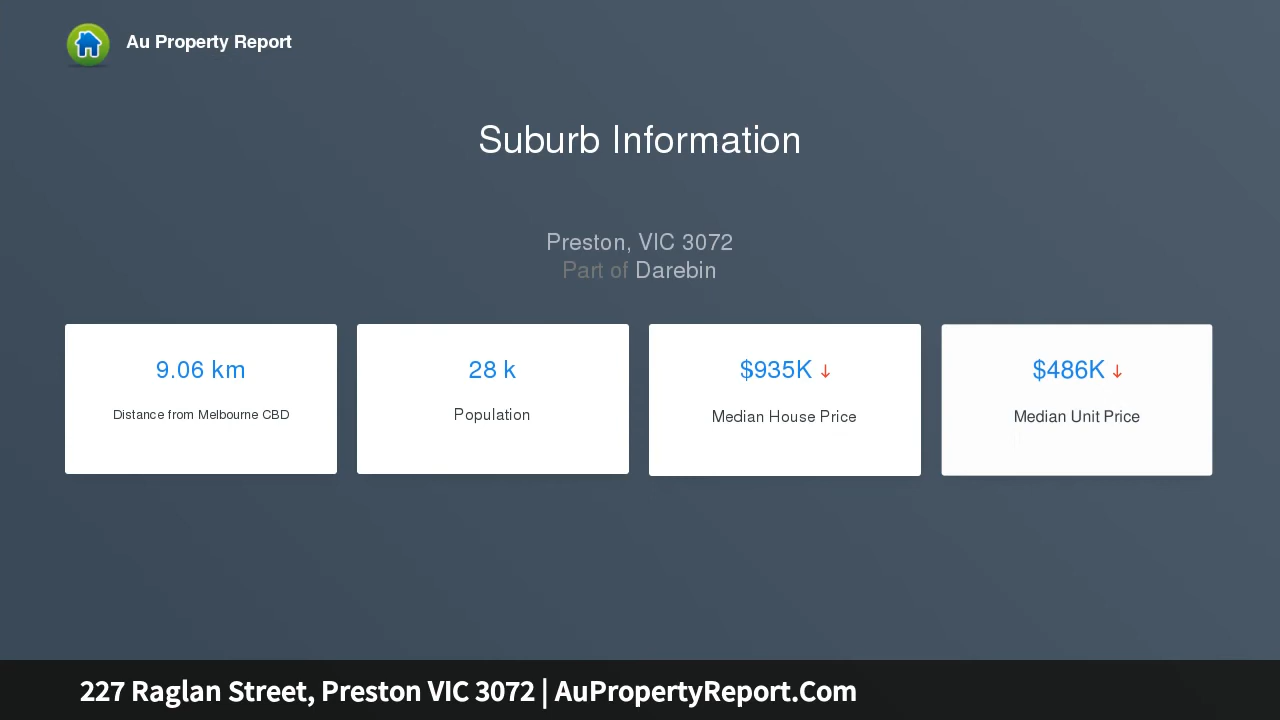 Au Property Report
Suburb Information
Preston, VIC 3072
Part of Darebin
9.06 km
Distance from Melbourne CBD
28 k
Population
$935K ↓
Median House Price
$486K ↓
Median Unit Price
227 Raglan Street, Preston VIC 3072 | AuPropertyReport.Com